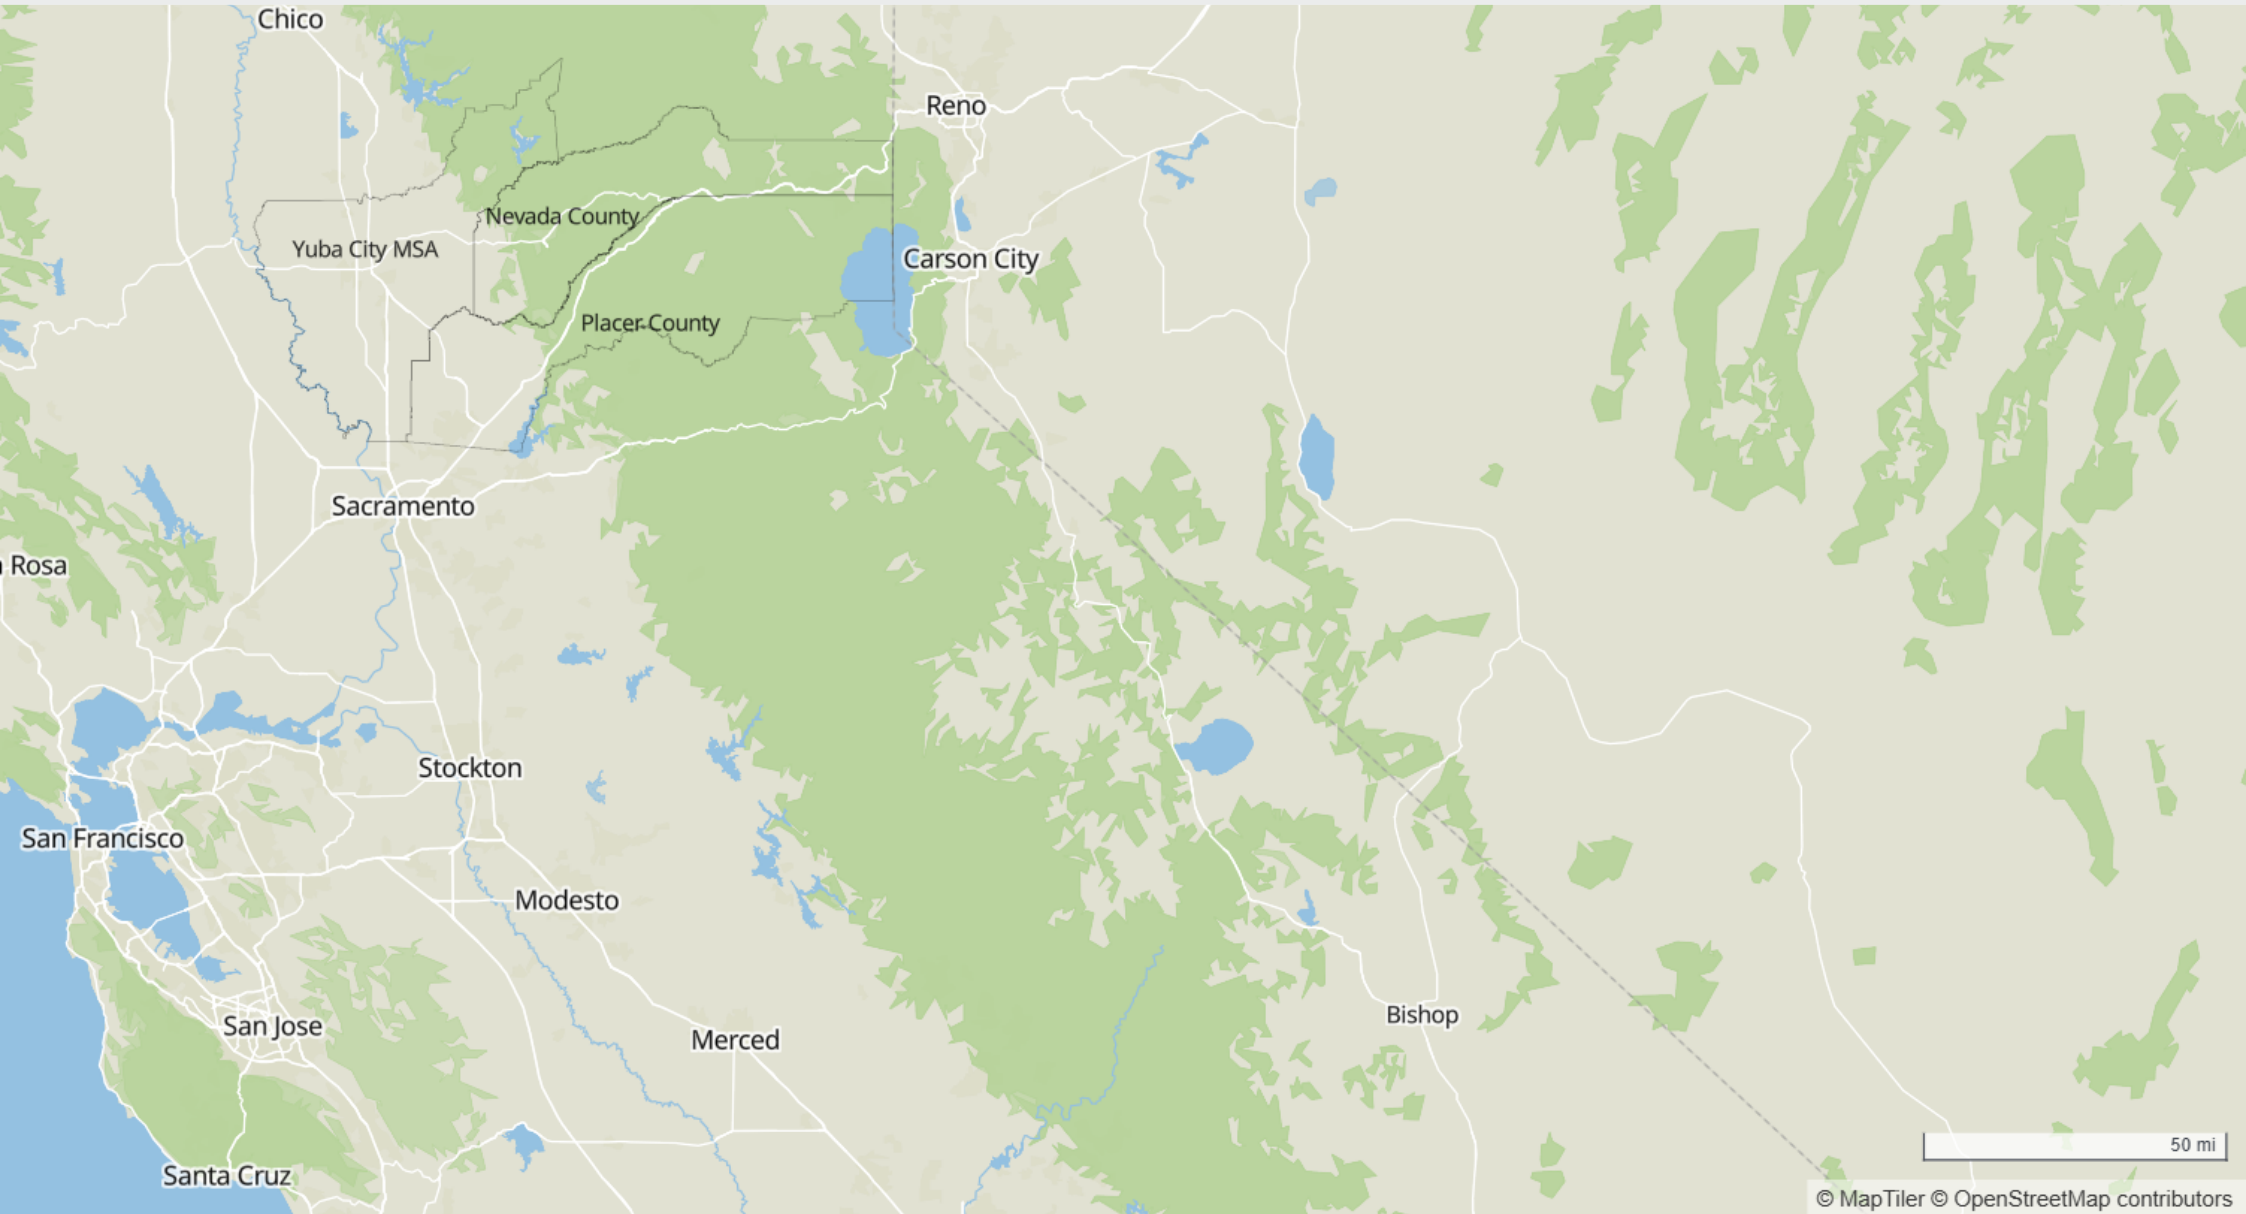 Chico
Reno
Nevada County
Yuba City MSA
Carson City
Placer County
Sacramento
Rosa
Stockton
San Francisco
Modesto
Bishop
San Jose
Merced
50 mi
Santa Cruz
© MapTiler © OpenStreetMap contributors